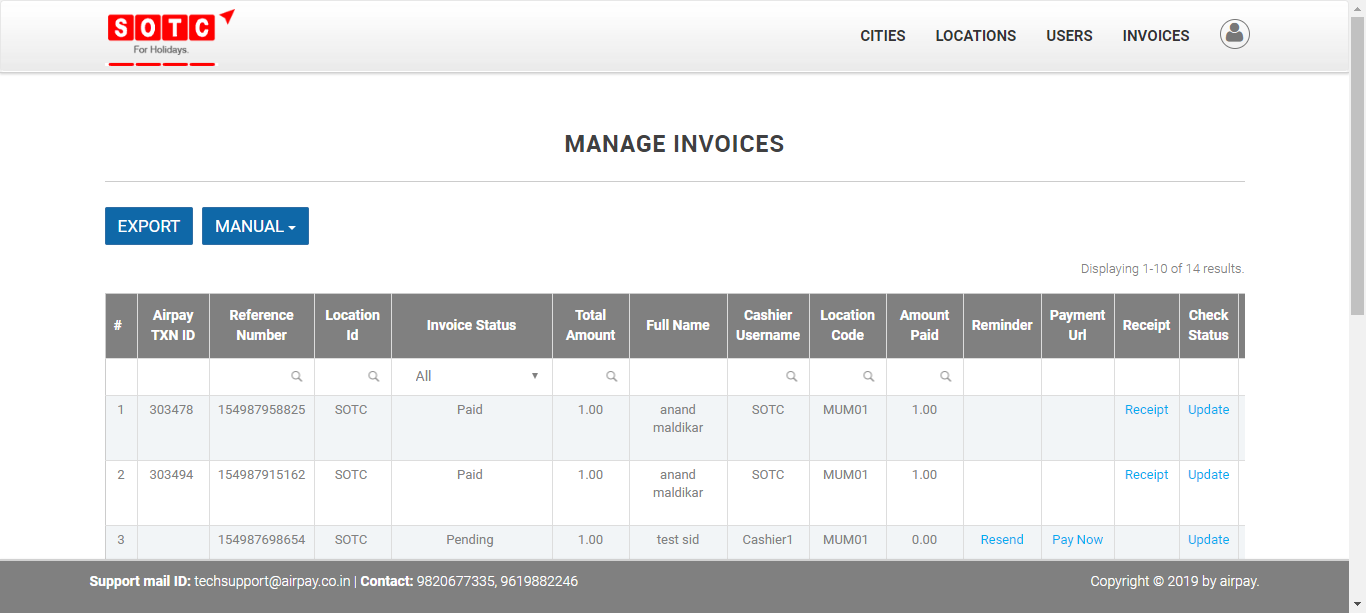 SOTC
For Holidays.
CITIES LOCATIONS USERS INVOICES
MANAGE INVOICES
EXPORT MANUAL
Displaying 1-10 of 14 results.
# Airpay TXN ID Reference Number Location Id Invoice Status Total Amount Full Name Cashier Username Location Code Amount Paid Reminder Payment Url Receipt Check Status
All
1 303478 154987958825 SOTC Paid 1.00 anand maldikar SOTC MUM01 1.00 Receipt Update
2 303494 154987915162 SOTC Paid 1.00 anand maldikar SOTC MUM01 1.00 Receipt Update
3 154987698654 SOTC Pending 1.00 test sid Cashier1 MUM01 0.00 Resend Pay Now Update
Support mail ID: techsupport@airpay.co.in | Contact: 9820677335, 9619882246 Copyright © 2019 by airpay.